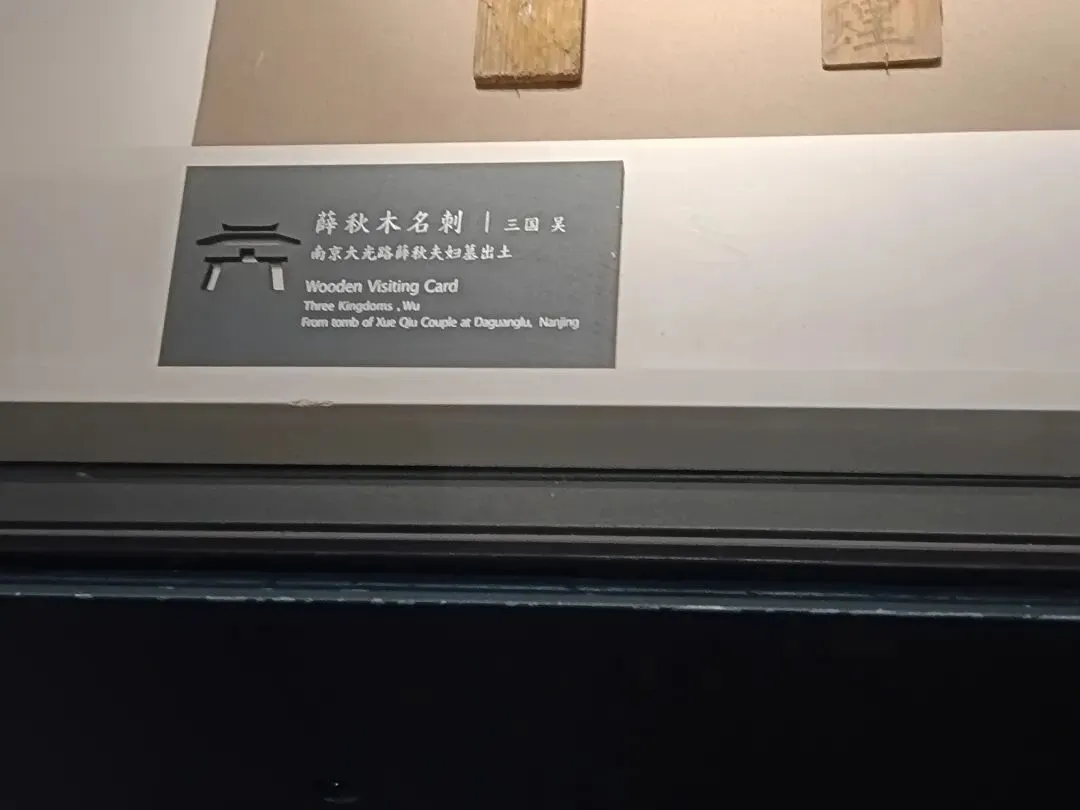 薛秋木名刺 | 三国 吴
南京大光路薛秋夫妇墓出土
Wooden Visiting Card
Three Kingdoms , Wu
From tomb of Xue Qiu Couple at Daguanglu, Nanjing